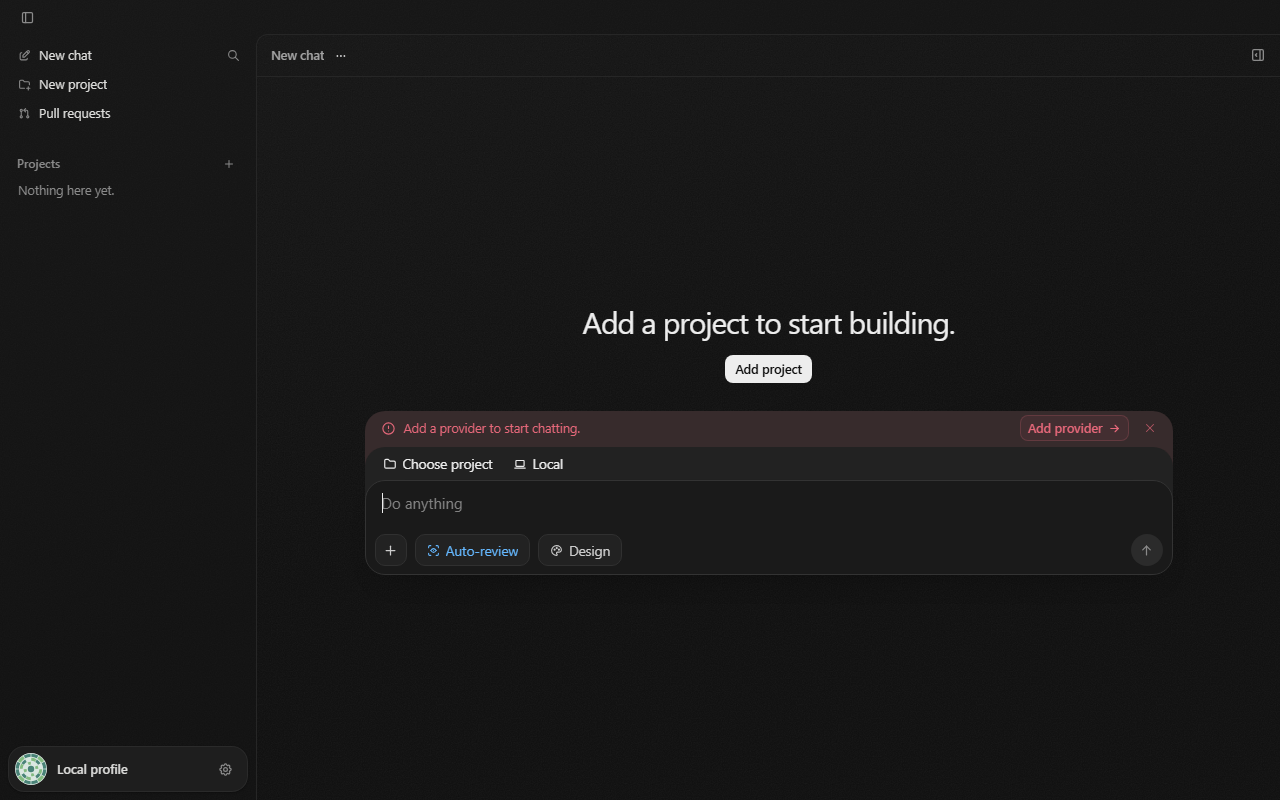 New chat
New project
Pull requests
Projects
Nothing here yet.
Local profile
New chat
Add a project to start building.
Add project
Add a provider to start chatting.
Add provider
Choose project
Local
Do anything
Auto-review
Design